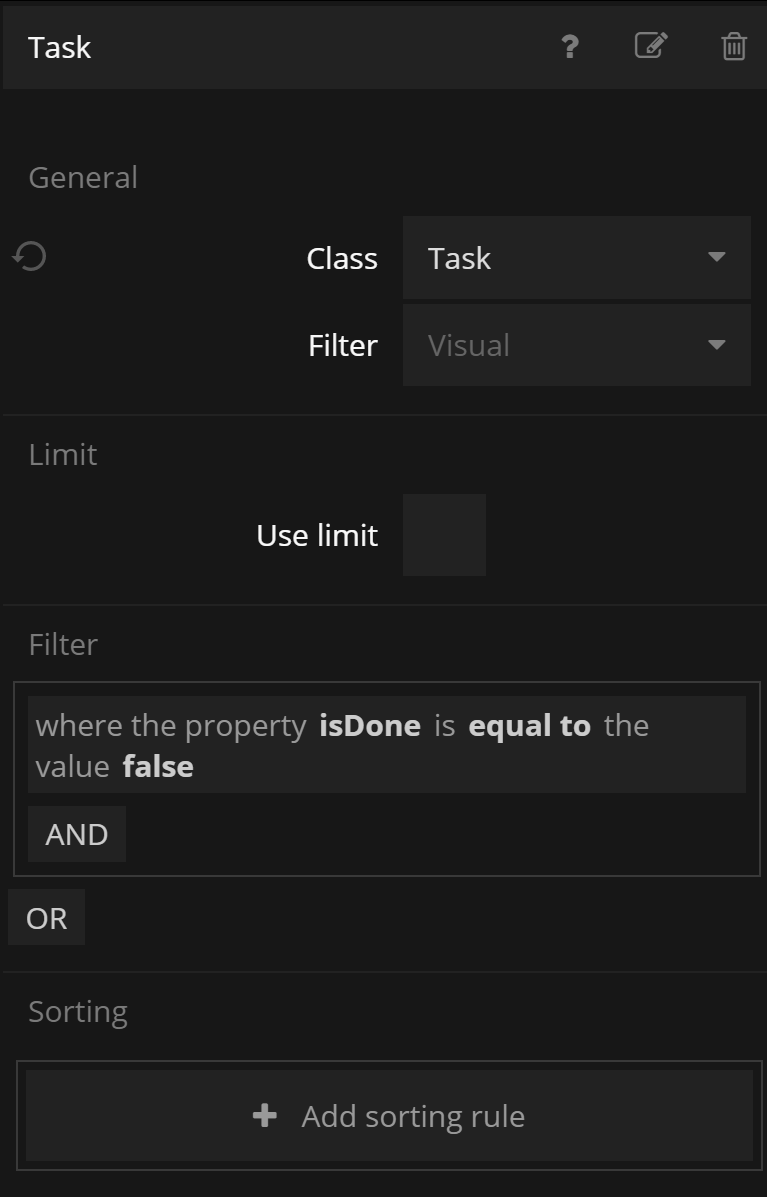 Task
?
General
Class
Task
Filter
Visual
Limit
Use limit
Filter
where the property isDone is equal to the
value false
AND
OR
Sorting
+ Add sorting rule